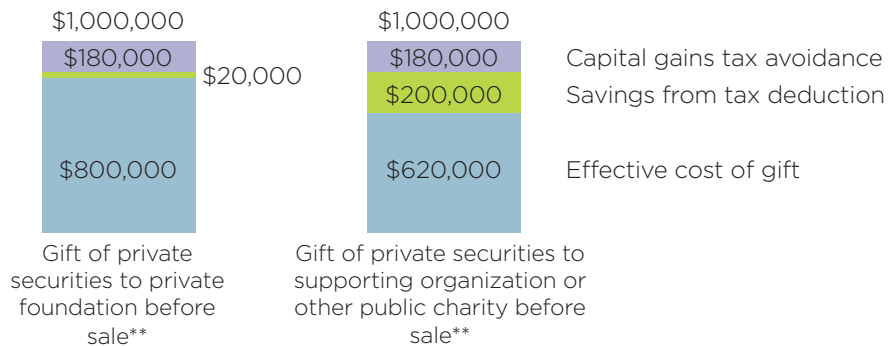 $1,000,000
$180,000
$20,000
$800,000
Gift of private
securities to private
foundation before
sale**
$1,000,000
$180,000
$200,000
$620,000
Gift of private securities to
supporting organization or
other public charity before
sale**
Capital gains tax avoidance
Savings from tax deduction
Effective cost of gift